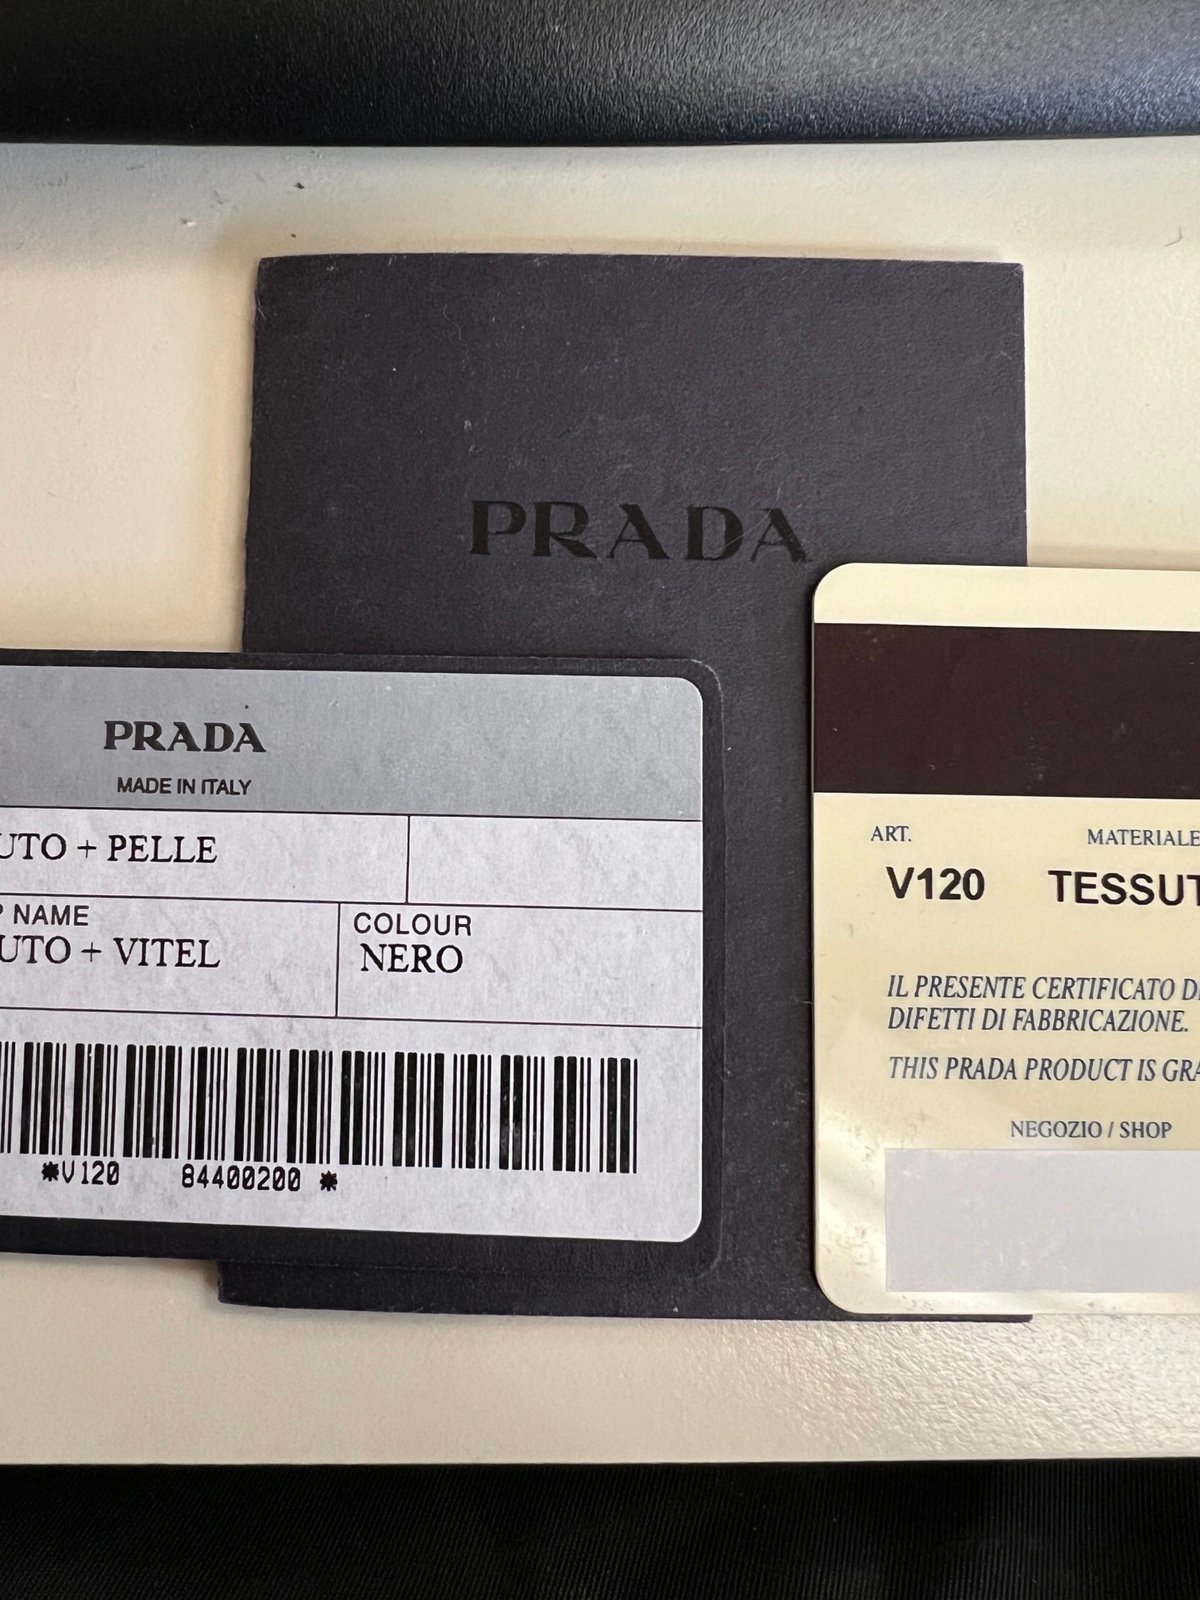 PRADA
PRADA
MADE IN ITALY
UTO + PELLE
NAME
UTO + VITEL
COLOUR
NERO
*V120 84400200 *
ART.
MATERIALE
V120 TESSUT
IL PRESENTE CERTIFICATO
DIFETTI DI FABBRICAZIONE.
THIS PRADA PRODUCT IS GRA
NEGOZIO / SHOP